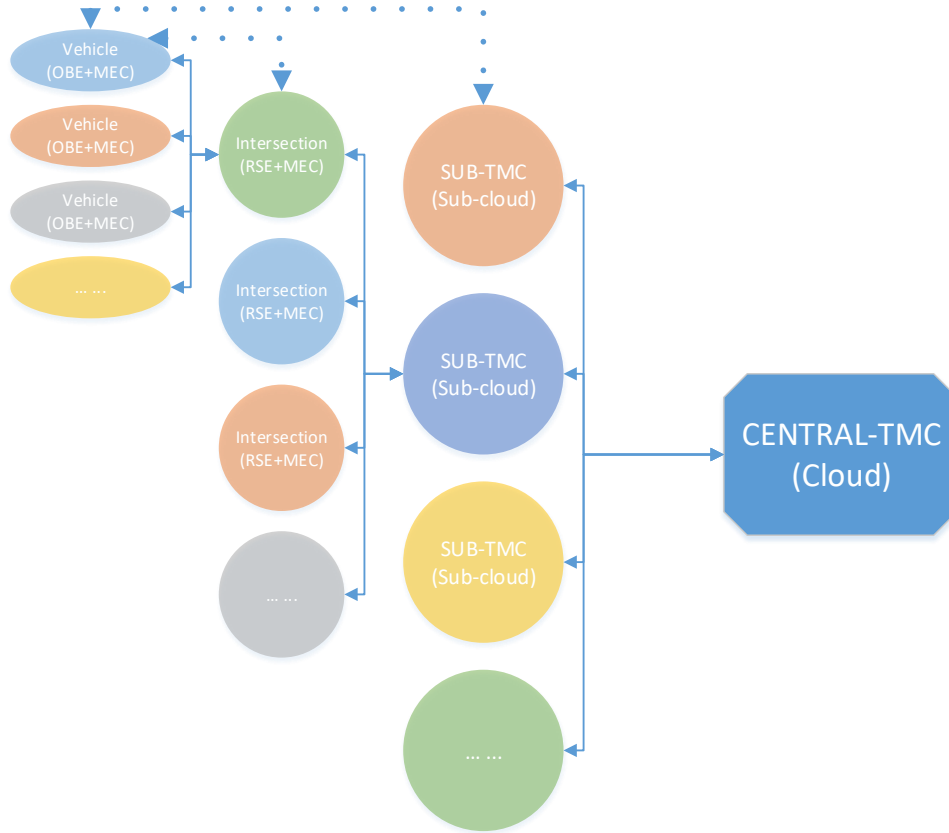 Vehicle
(OBE+MEC)
Vehicle
(OBE+MEC)
Vehicle
(OBE+MEC)
... ...
Intersection
(RSE+MEC)
Intersection
(RSE+MEC)
Intersection
(RSE+MEC)
... ...
SUB-TMC
(Sub-cloud)
SUB-TMC
(Sub-cloud)
SUB-TMC
(Sub-cloud)
... ...
CENTRAL-TMC
(Cloud)